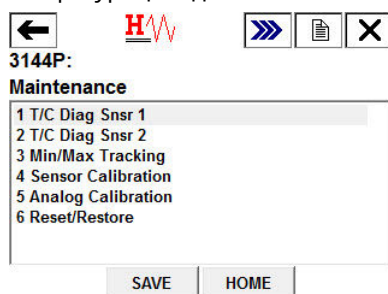 H
3144P:
Maintenance
1 T/C Diag Snsr 1
2 T/C Diag Snsr 2
3 Min/Max Tracking
4 Sensor Calibration
5 Analog Calibration
6 Reset/Restore
SAVE HOME